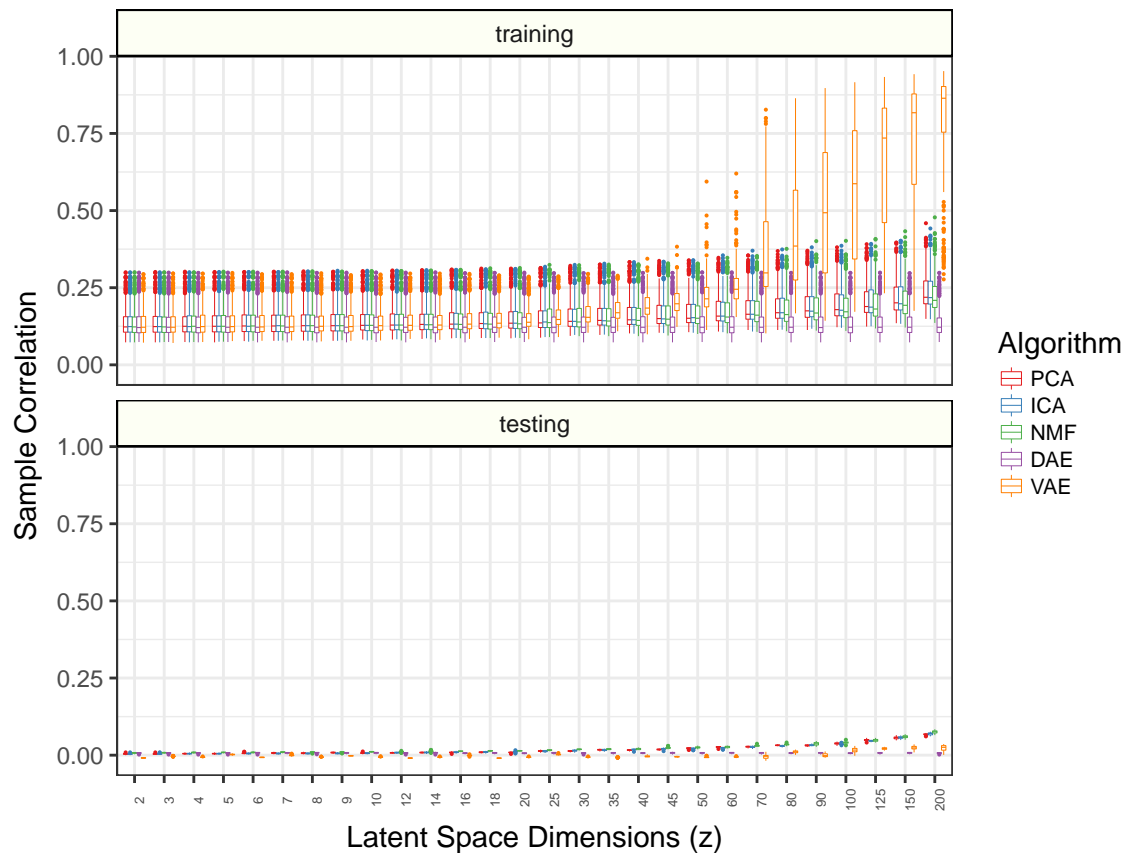 training
1.00
0.75
0.50
0.25
0.00
testing
1.00
0.75
0.50
0.25
0.00
Sample Correlation
2 3 4 5 6 7 8 9 10 12 14 16 18 20 25 30 35 40 45 50 60 70 80 90 100 125 150 200
Latent Space Dimensions (z)
Algorithm
PCA
ICA
NMF
DAE
VAE